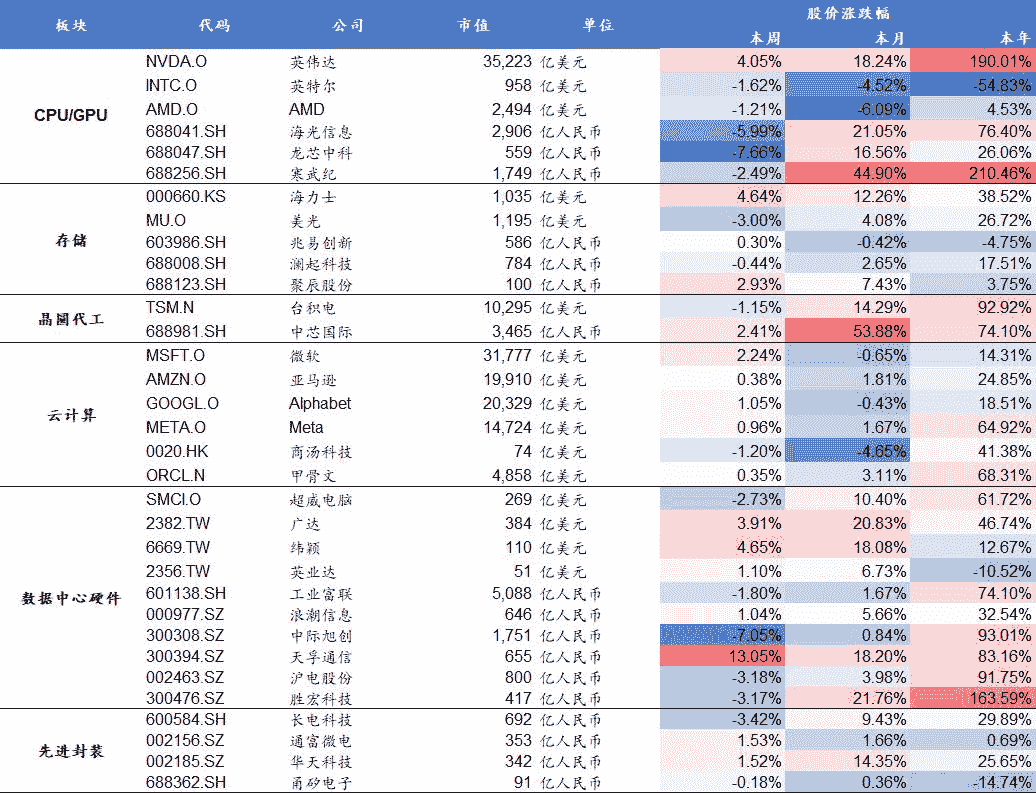 板块 代码 公司 市值 单位 股价涨跌幅
本周 本月 本年
CPU/GPU
NVDA.O 英伟达 35,223 亿美元 4.05% 18.24% 190.01%
INTC.O 英特尔 958 亿美元 -1.62% -4.52% -54.83%
AMD.O AMD 2,494 亿美元 -1.21% -6.09% 4.53%
688041.SH 海光信息 2,906 亿人民币 -5.99% 21.05% 76.40%
688047.SH 龙芯中科 559 亿人民币 -7.66% 16.56% 26.06%
688256.SH 寒武纪 1,749 亿人民币 -2.49% 44.90% 210.46%
存储
000660.KS 海力士 1,035 亿美元 4.64% 12.26% 38.52%
MU.O 美光 1,195 亿美元 -3.00% 4.08% 26.72%
603986.SH 兆易创新 586 亿人民币 0.30% -0.42% -4.75%
688008.SH 澜起科技 784 亿人民币 -0.44% 2.65% 17.51%
688123.SH 聚辰股份 100 亿人民币 2.93% 7.43% 3.75%
晶圆代工
TSM.N 台积电 10,295 亿美元 -1.15% 14.29% 92.92%
688981.SH 中芯国际 3,465 亿人民币 2.41% 53.88% 74.10%
云计算
MSFT.O 微软 31,777 亿美元 2.24% -0.65% 14.31%
AMZN.O 亚马逊 19,910 亿美元 0.38% 1.81% 24.85%
GOOGL.O Alphabet 20,329 亿美元 1.05% -0.43% 18.51%
META.O Meta 14,724 亿美元 0.96% 1.67% 64.92%
0020.HK 商汤科技 74 亿美元 -1.20% -4.65% 41.38%
ORCL.N 甲骨文 4,858 亿美元 0.35% 3.11% 68.31%
数据中心硬件
SMCI.O 超威电脑 269 亿美元 -2.73% 10.40% 61.72%
2382.TW 广达 384 亿美元 3.91% 20.83% 46.74%
6669.TW 纬颖 110 亿美元 4.65% 18.08% 12.67%
2356.TW 英业达 51 亿美元 1.10% 6.73% -10.52%
601138.SH 工业富联 5,088 亿人民币 -1.80% 1.67% 74.10%
000977.SZ 浪潮信息 646 亿人民币 1.04% 5.66% 32.54%
300308.SZ 中际旭创 1,751 亿人民币 -7.05% 0.84% 93.01%
300394.SZ 天孚通信 655 亿人民币 13.05% 18.20% 83.16%
002463.SZ 沪电股份 800 亿人民币 -3.18% 3.98% 91.75%
300476.SZ 胜宏科技 417 亿人民币 -3.17% 21.76% 163.59%
先进封装
600584.SH 长电科技 692 亿人民币 -3.42% 9.43% 29.89%
002156.SZ 通富微电 353 亿人民币 1.53% 1.66% 0.69%
002185.SZ 华天科技 342 亿人民币 1.52% 14.35% 25.65%
688362.SH 甬矽电子 91 亿人民币 -0.18% 0.36% -14.74%